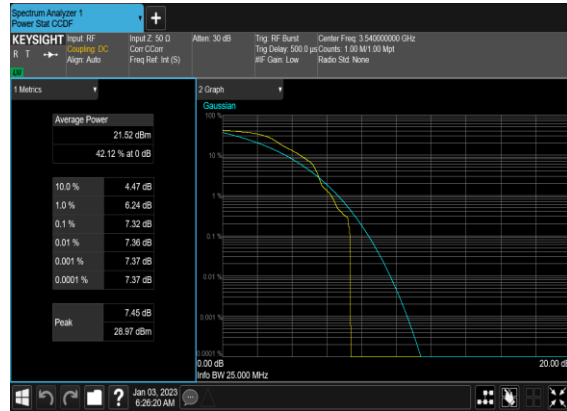 Spectrum Analyzer 1
Power Stat CCDF
+
KEYSIGHT
R T
LW
Input: RF
Coupling: DC
Align: Auto
Input Z: 50 Ω
Corr CCorr
Freq Ref: Int (S)
Atten: 30 dB
Trig: RF Burst
Trig Delay: 500.0 µs
#IF Gain: Low
Center Freq: 3.540000000 GHz
Counts: 1.00 M/1.00 Mpt
Radio Std: None
1 Metrics
Average Power
21.52 dBm
42.12 % at 0 dB
10.0 % 4.47 dB
1.0 % 6.24 dB
0.1 % 7.32 dB
0.01 % 7.36 dB
0.001 % 7.37 dB
0.0001 % 7.37 dB
Peak
7.45 dB
28.97 dBm
2 Graph
Gaussian
100 %
10 %
1 %
0.1 %
0.01 %
0.001 %
0.0001 %
0.00 dB 20.00 dB
Info BW 25.000 MHz
?
Jan 03, 2023
6:26:20 AM